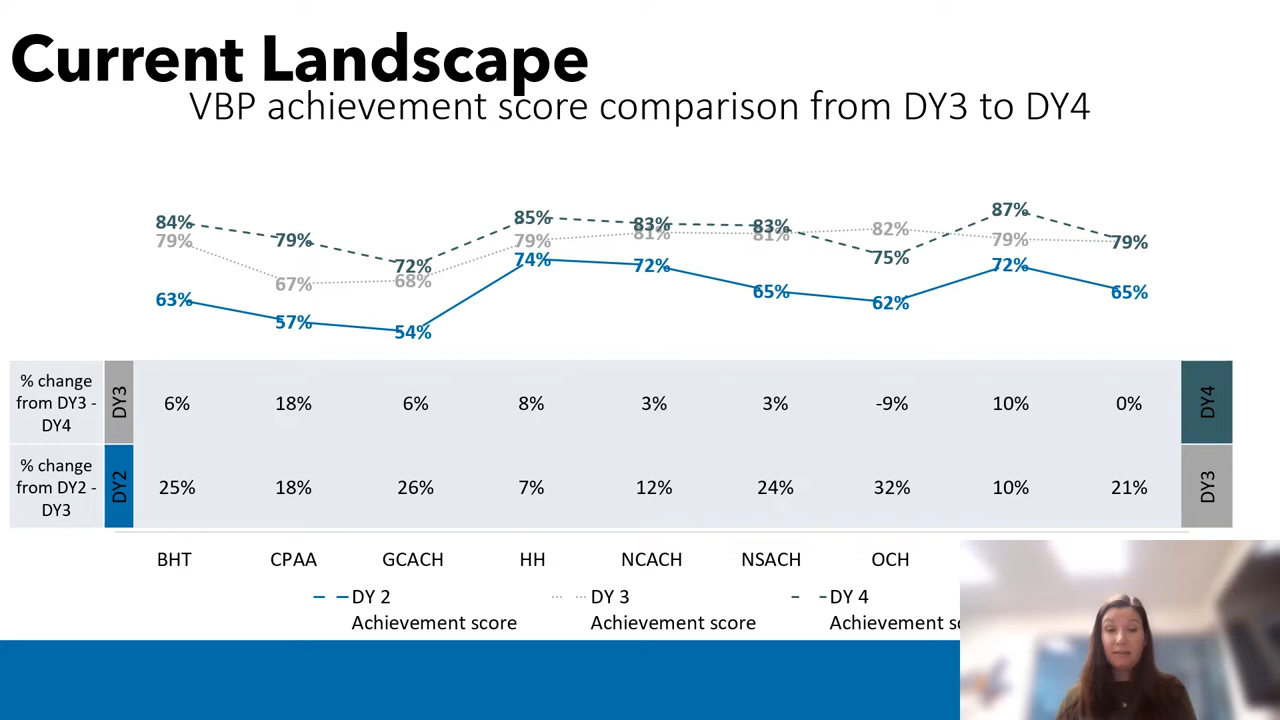 Current Landscape
VBP achievement score comparison from DY3 to DY4
84% 79% 72% 85% 83% 83% 75% 87% 79%
79% 67% 68% 79% 81% 81% 82% 79%
63% 57% 54% 74% 72% 65% 62% 72% 65%
% change
from DY3 -
DY4
DY3
6% 18% 6% 8% 3% 3% -9% 10% 0%
DY4
% change
from DY2 -
DY3
DY2
25% 18% 26% 7% 12% 24% 32% 10% 21%
DY3
BHT CPAA GCACH HH NCACH NSACH OCH
DY 2
Achievement score
DY 3
Achievement score
DY 4
Achievement